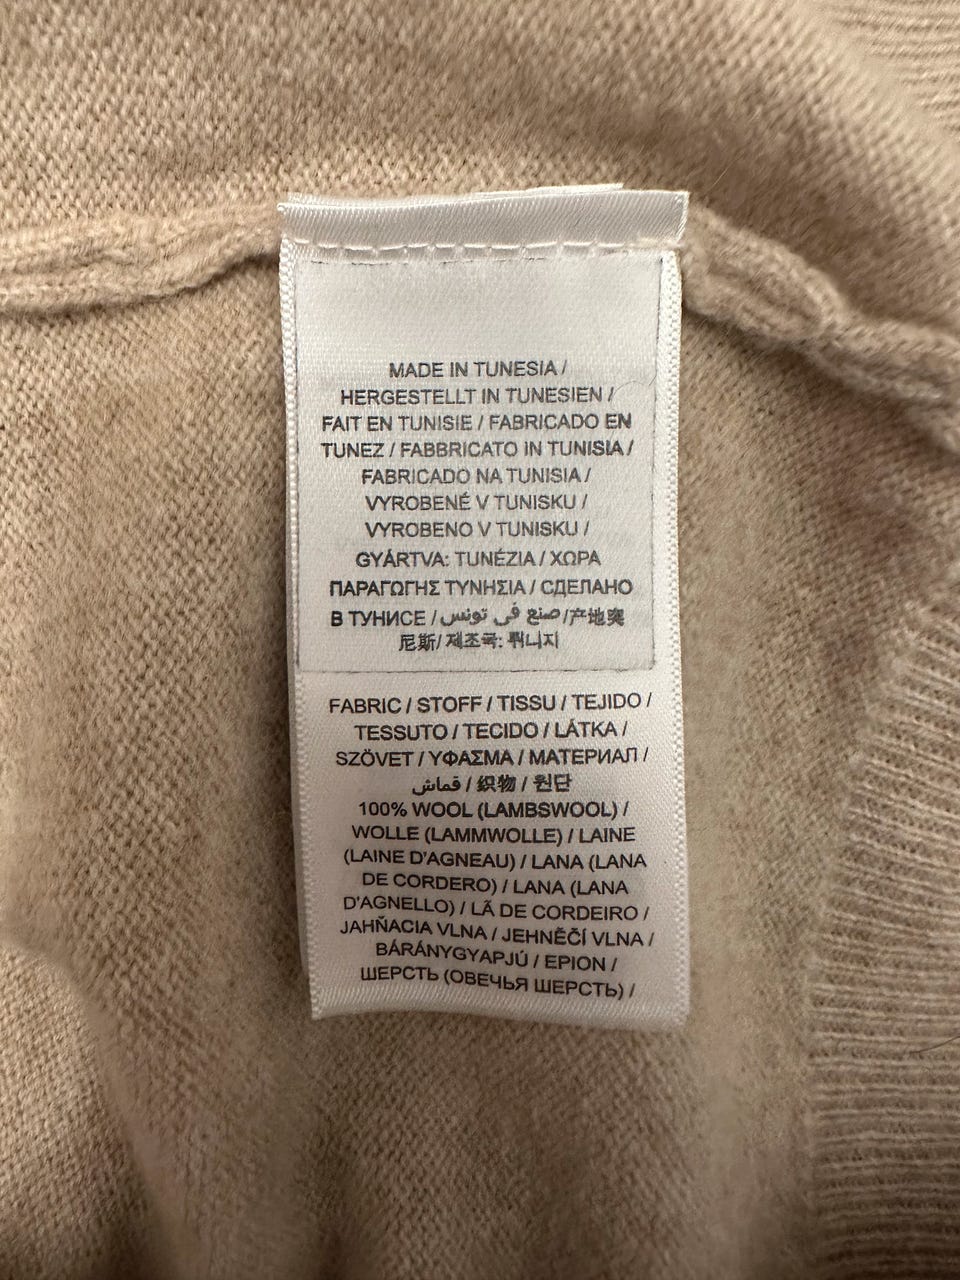 MADE IN TUNESIA /
HERGESTELLT IN TUNESIEN /
FAIT EN TUNISIE / FABRICADO EN
TUNEZ / FABBRICATO IN TUNISIA /
FABRICADO NA TUNISIA /
VYROBENÉ V TUNISKU /
VYROBENO V TUNISKU /
GYÁRTVA: TUNÉZIA / ΧΩΡΑ
ΠΑΡΑΓΩΓΗΣ ΤΥΝΗΣΙΑ / СДЕЛАНО
В ТУНИСЕ / صنع في تونس /产地突
尼斯/ 제조국: 튀니지
FABRIC / STOFF / TISSU / TEJIDO /
TESSUTO / TECIDO / LÁTKA /
SZÖVET / ΥΦΑΣΜΑ / МАТЕРИАЛ /
قماش / 织物 / 원단
100% WOOL (LAMBSWOOL) /
WOLLE (LAMMWOLLE) / LAINE
(LAINE D'AGNEAU) / LANA (LANA
DE CORDERO) / LANA (LANA
D'AGNELLO) / LÃ DE CORDEIRO /
JAHŇACIA VLNA / JEHNĚČÍ VLNA /
BÁRÁNYGYAPJÚ / ΕΡΙΟΝ /
ШЕРСТЬ (ОВЕЧЬЯ ШЕРСТЬ) /